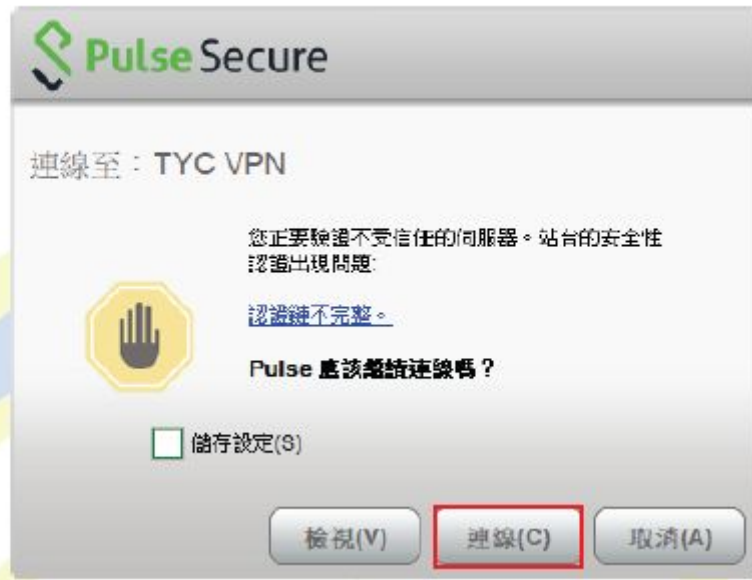 Pulse Secure
連線至：TYC VPN
您正要驗證不受信任的伺服器。站台的安全性
認證出現問題:
認證鏈不完整。
Pulse 應該繼續連線嗎？
儲存設定(S)
檢視(V)
連線(C)
取消(A)